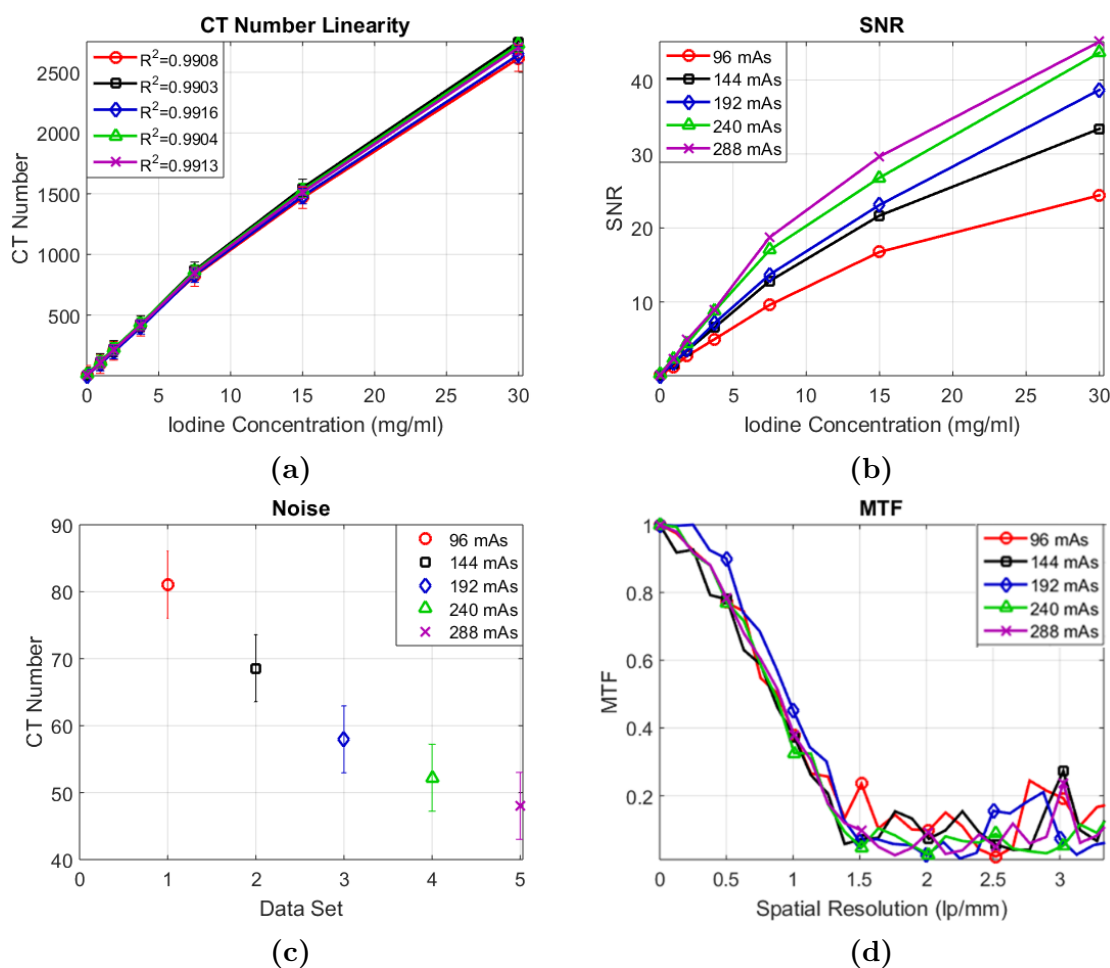 CT Number Linearity
R²=0.9908
R²=0.9903
R²=0.9916
R²=0.9904
R²=0.9913
2500
2000
1500
1000
500
CT Number
0 5 10 15 20 25 30
Iodine Concentration (mg/ml)
(a)
SNR
96 mAs
144 mAs
192 mAs
240 mAs
288 mAs
40
30
20
10
SNR
0 5 10 15 20 25 30
Iodine Concentration (mg/ml)
(b)
Noise
96 mAs
144 mAs
192 mAs
240 mAs
288 mAs
90
80
70
60
50
40
CT Number
0 1 2 3 4 5
Data Set
(c)
MTF
96 mAs
144 mAs
192 mAs
240 mAs
288 mAs
1
0.8
0.6
0.4
0.2
MTF
0 0.5 1 1.5 2 2.5 3
Spatial Resolution (lp/mm)
(d)